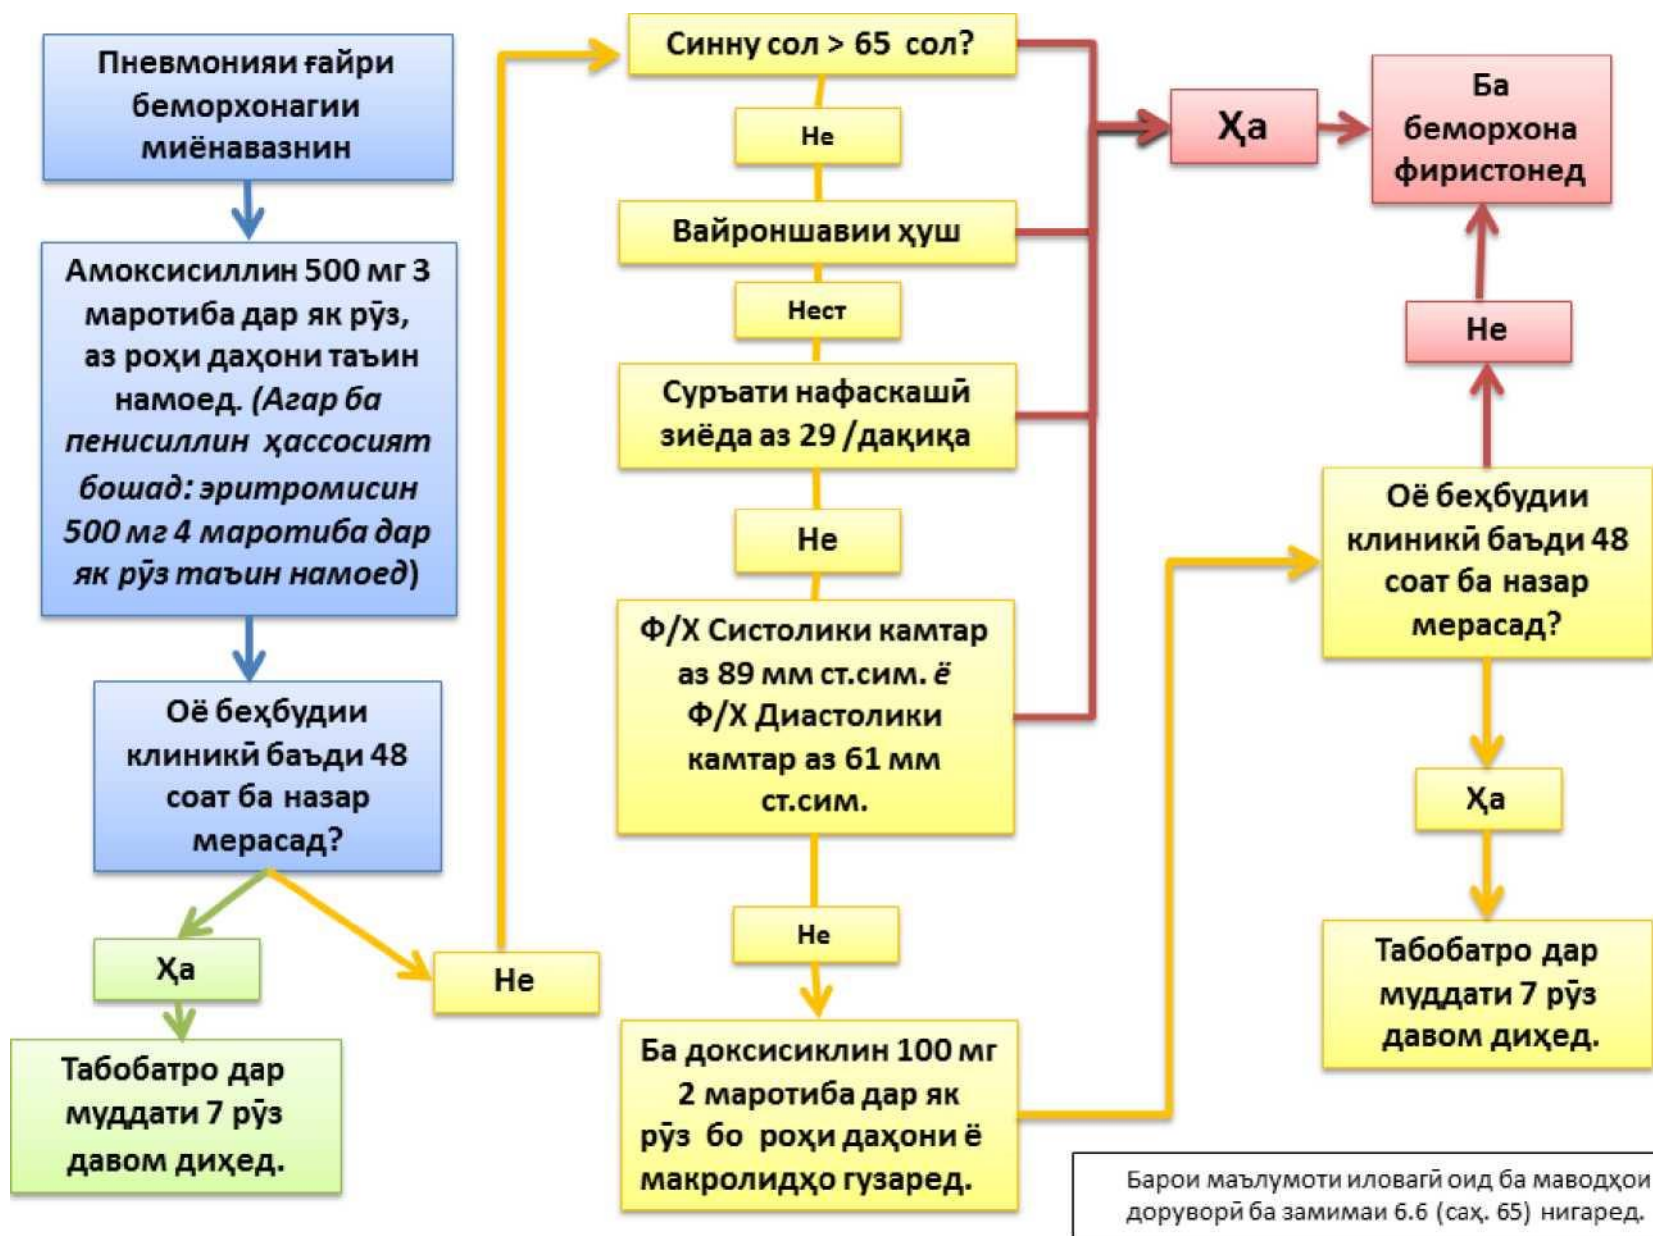 Пневмонияи ғайри
беморхонагии
миёнавазнин
Амоксисиллин 500 мг 3
маротиба дар як рӯз,
аз роҳи даҳони таъин
намоед. (Агар ба
пенисиллин ҳассосият
бошад: эритромисин
500 мг 4 маротиба дар
як рӯз таъин намоед)
Оё беҳбудии
клиникӣ баъди 48
соат ба назар
мерасад?
Ҳа
Табобатро дар
муддати 7 рӯз
давом диҳед.
Не
Синну сол > 65 сол?
Не
Вайроншавии ҳуш
Нест
Суръати нафаскашӣ
зиёда аз 29 /дақиқа
Не
Ф/Х Систолики камтар
аз 89 мм ст.сим. ё
Ф/Х Диастолики
камтар аз 61 мм
ст.сим.
Не
Ба доксисиклин 100 мг
2 маротиба дар як
рӯз бо роҳи даҳони ё
макролидҳо гузаред.
Ҳа
Ба
беморхона
фиристонед
Не
Оё беҳбудии
клиникӣ баъди 48
соат ба назар
мерасад?
Ҳа
Табобатро дар
муддати 7 рӯз
давом диҳед.
Барои маълумоти иловагӣ оид ба маводҳои
доруворӣ ба замимаи 6.6 (саҳ. 65) нигаред.